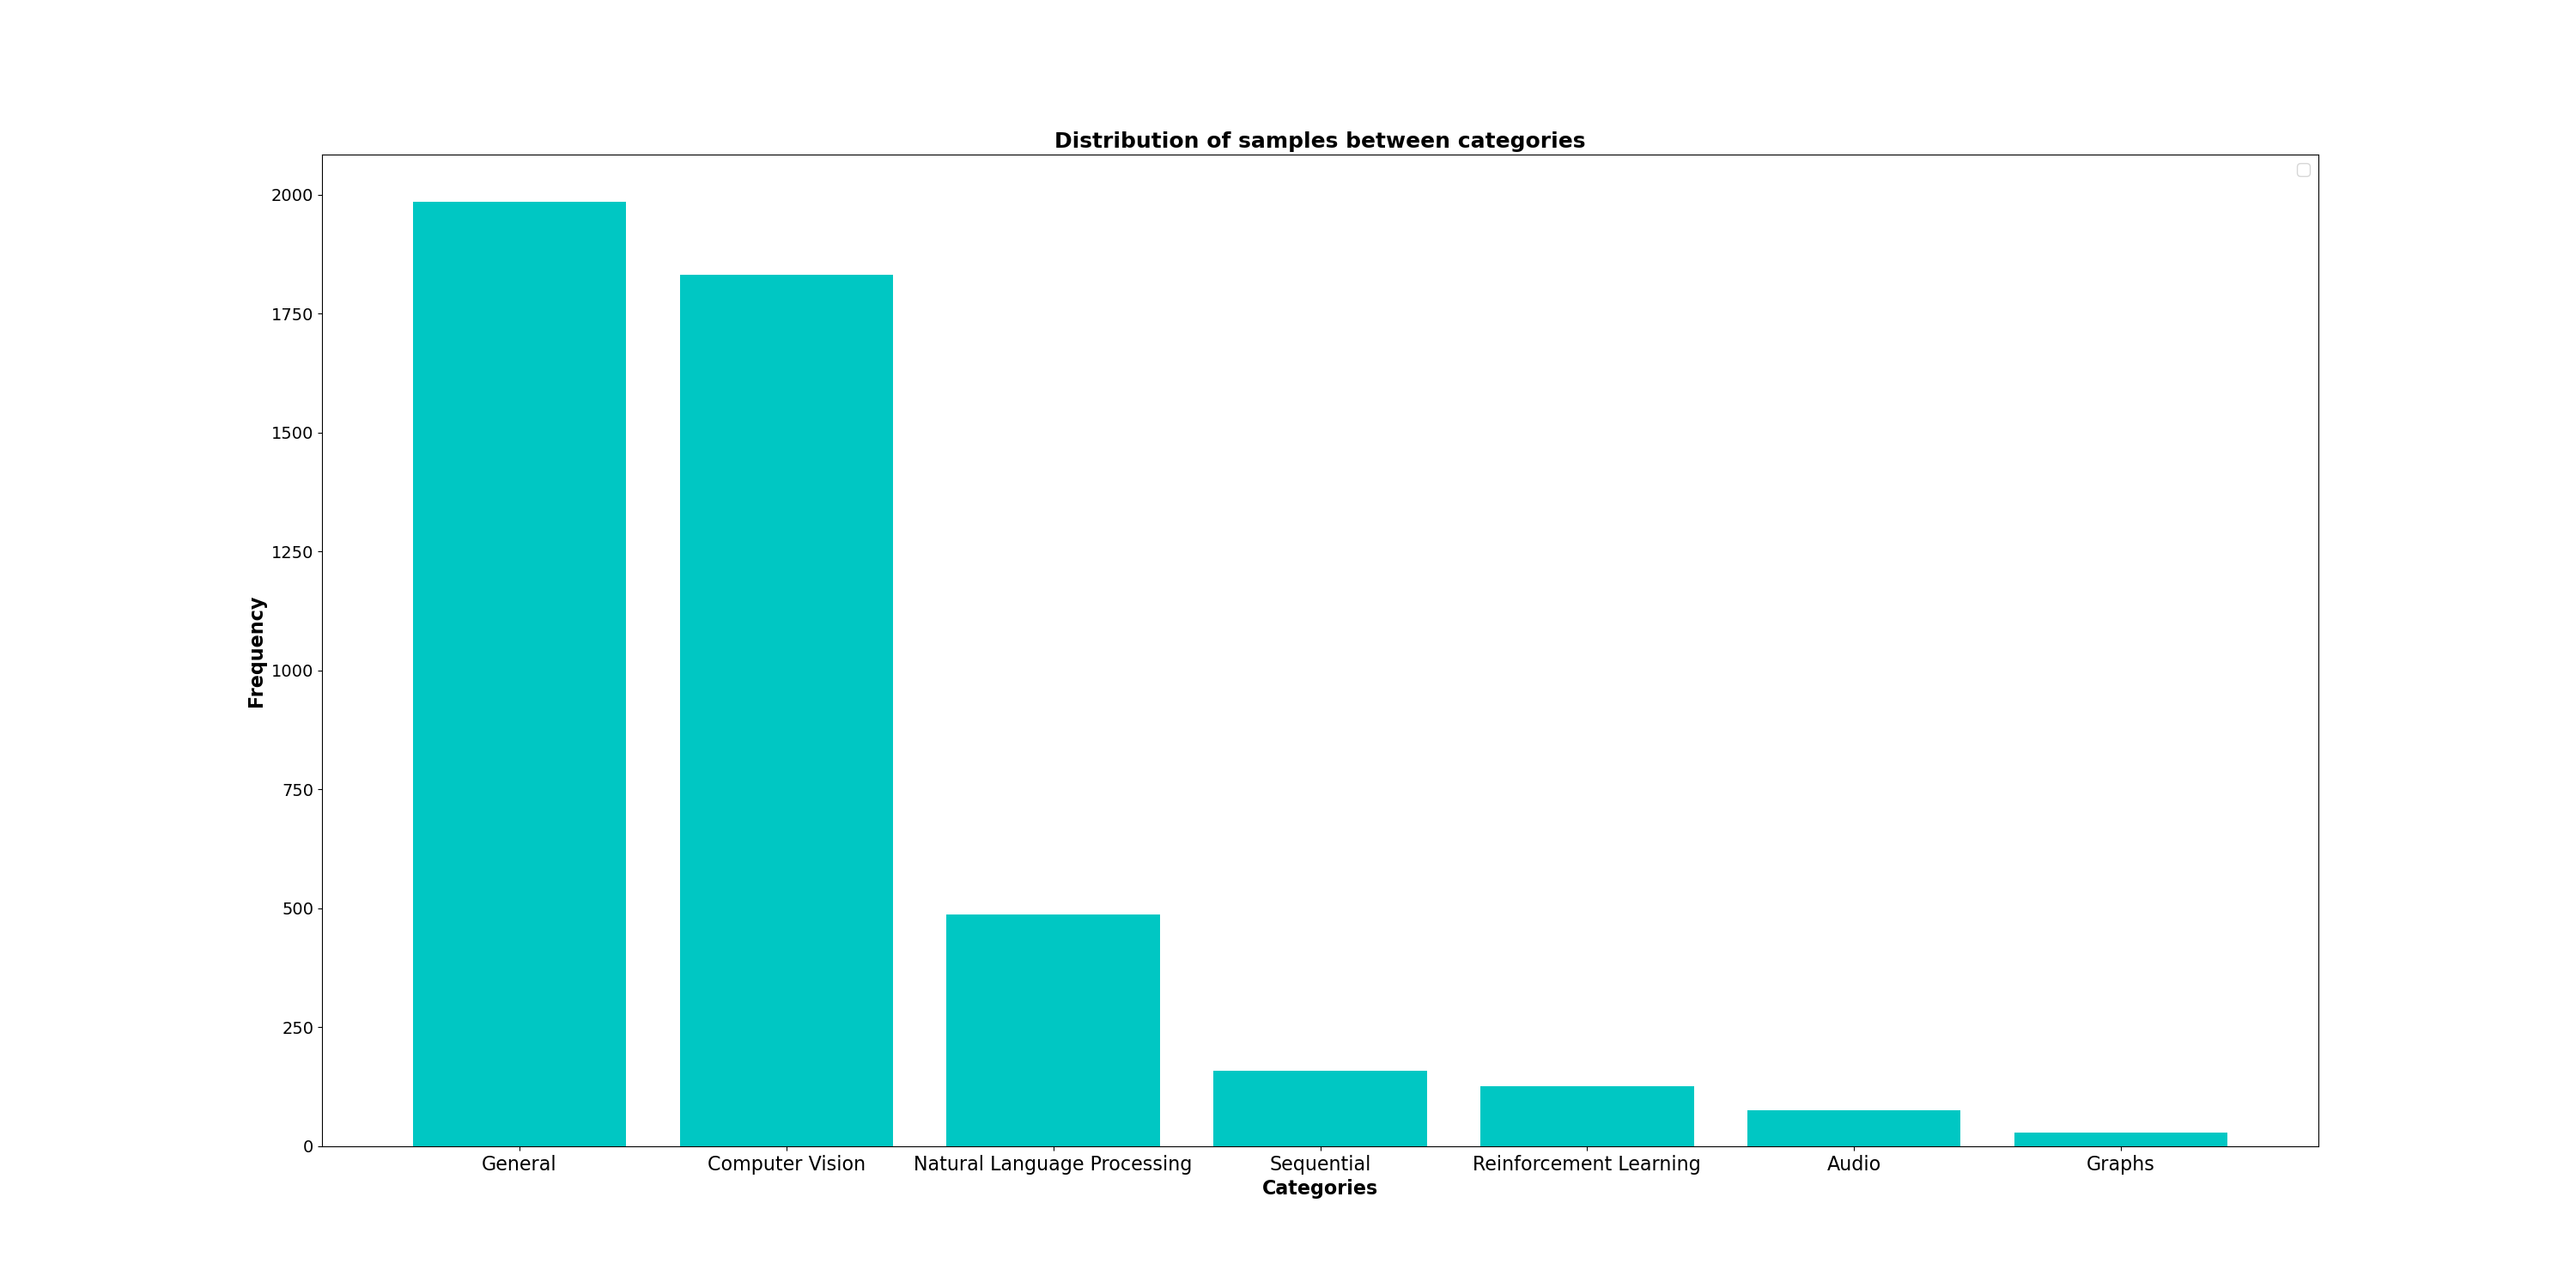 Distribution of samples between categories
2000
1750
1500
1250
1000
750
500
250
0
Frequency
General Computer Vision Natural Language Processing Sequential Reinforcement Learning Audio Graphs
Categories